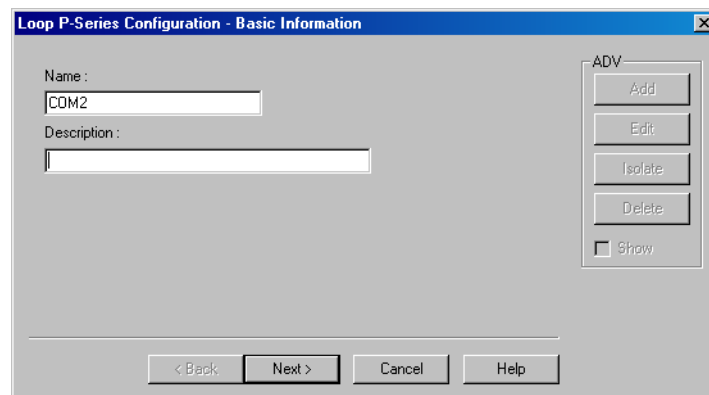 Loop P-Series Configuration - Basic Information
Name :
COM2
Description :
ADV
Add
Edit
Isolate
Delete
Show
< Back
Next >
Cancel
Help